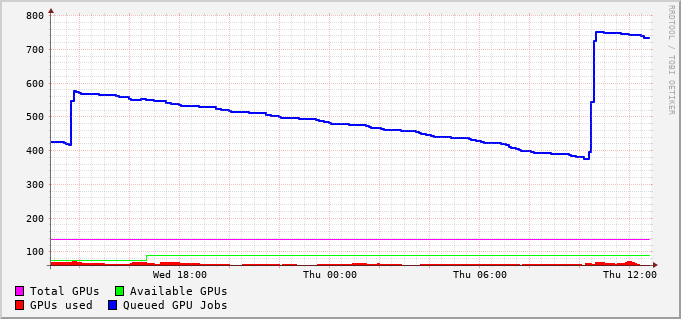 800
700
600
500
400
300
200
100
Wed 18:00 Thu 00:00 Thu 06:00 Thu 12:00
Total GPUs Available GPUs
GPUs used Queued GPU Jobs
RRDTOOL / TOBI OETIKER